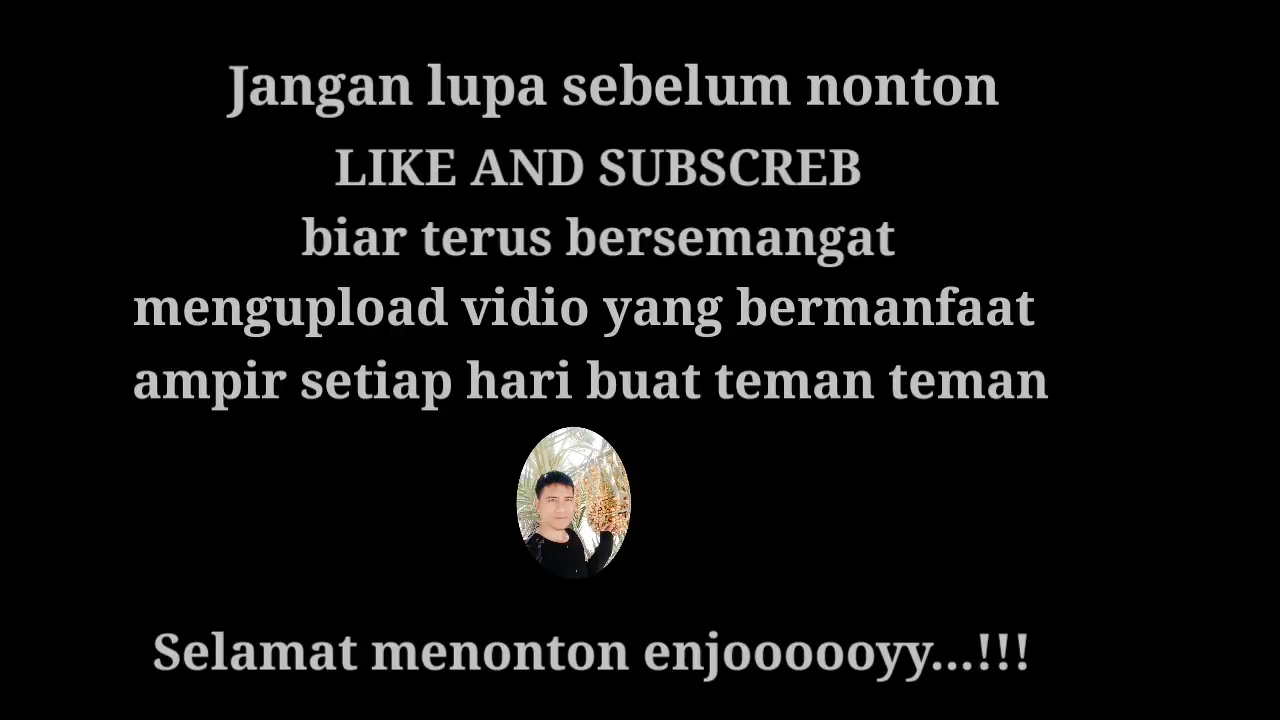 Jangan lupa sebelum nonton
LIKE AND SUBSCREB
biar terus bersemangat
mengupload vidio yang bermanfaat
ampir setiap hari buat teman teman
Selamat menonton enjoooooyy...!!!